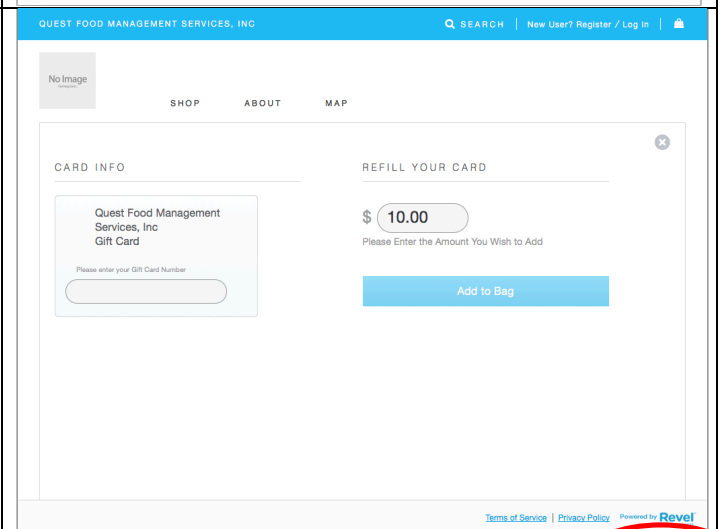 QUEST FOOD MANAGEMENT SERVICES, INC
SEARCH | New User? Register / Log In |
No Image
SHOP ABOUT MAP
CARD INFO
Quest Food Management
Services, Inc
Gift Card
Please enter your Gift Card Number
REFILL YOUR CARD
$ 10.00
Please Enter the Amount You Wish to Add
Add to Bag
Terms of Service | Privacy Policy Powered by Revel